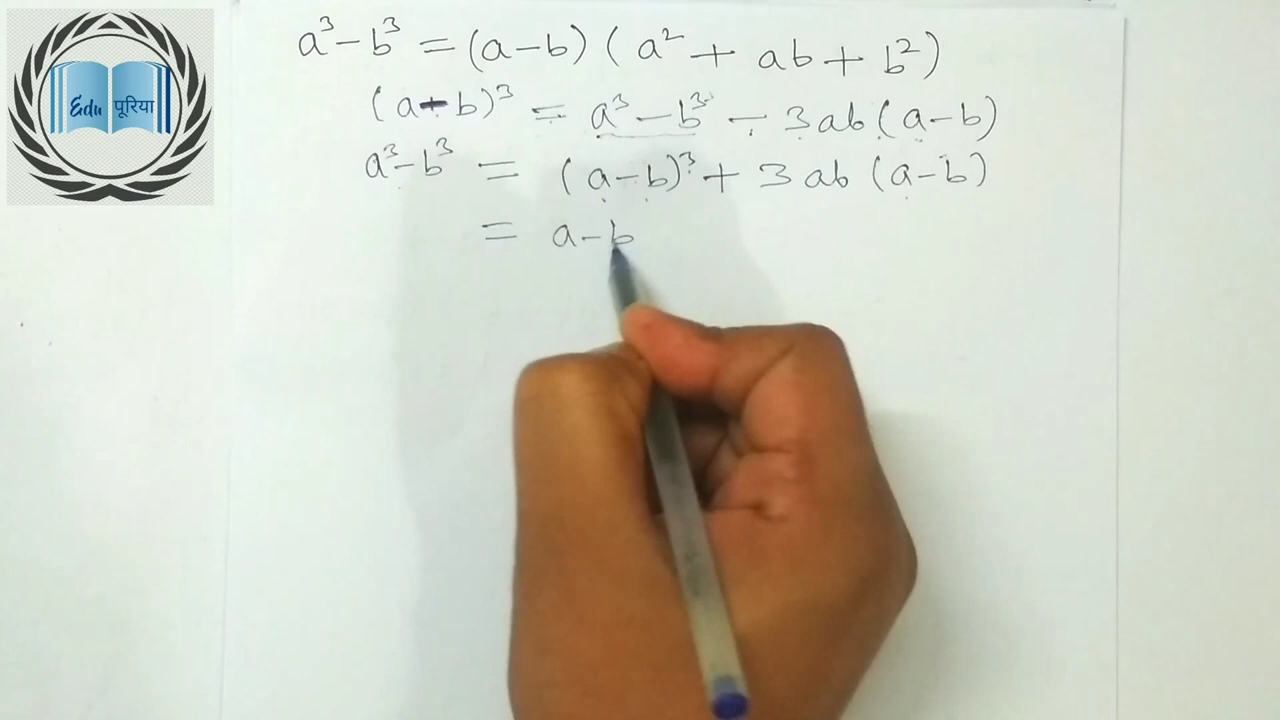 Edu पूरिया
a³-b³ = (a-b) (a² + ab + b²)
(a-b)³ = a³-b³ - 3ab(a-b)
a³-b³ = (a-b)³ + 3ab (a-b)
= a-b